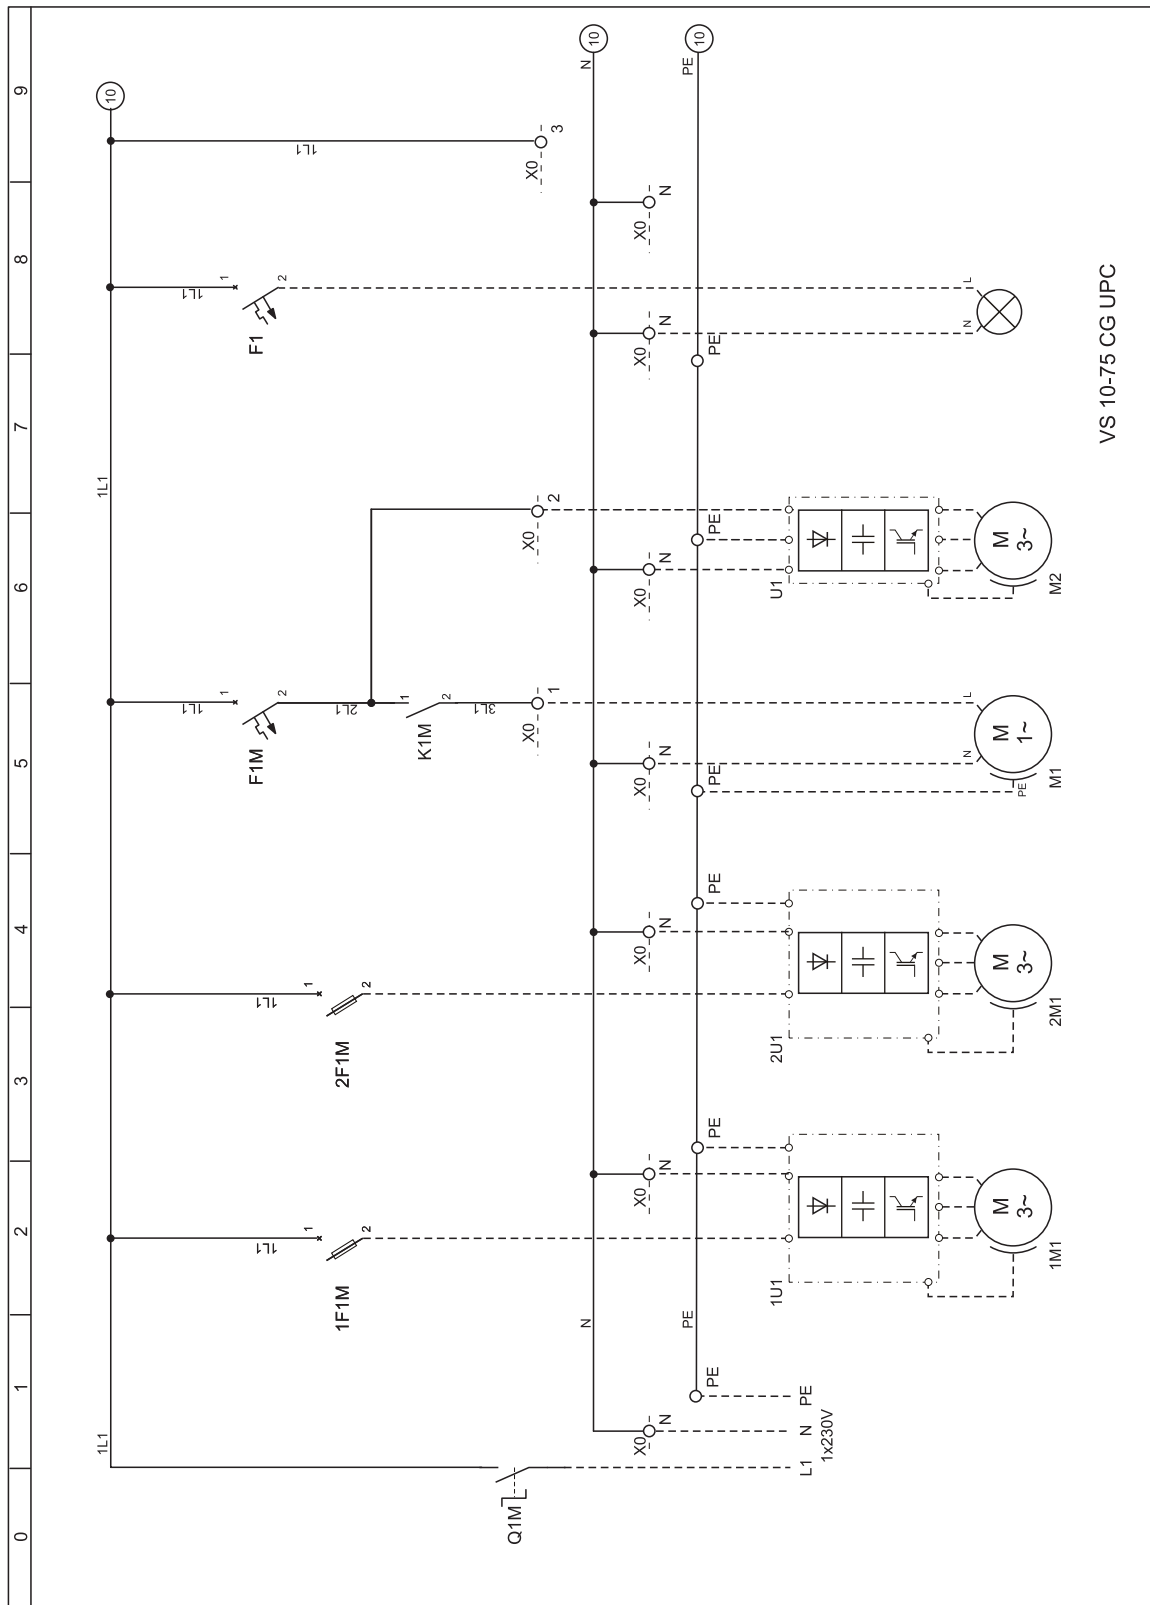 0 1 2 3 4 5 6 7 8 9
1L1 1L1 10
1L1 1L1
1 1
F1M F1
1L1 1L1
2 2
1L1
1 1
1F1M 2F1M 2L1
2 2
1
K1M
2
3L1
Q1M X0 X0 X0
1 2 3
N N 10
X0 X0 X0 X0 X0 X0 X0
N N N N N N N
PE PE 10
PE PE PE PE PE PE
1U1 2U1 U1
L1 N PE
1x230V
N L N L
M M M M
3~ 3~ 1~ 3~
PE
1M1 2M1 M1 M2
VS 10-75 CG UPC